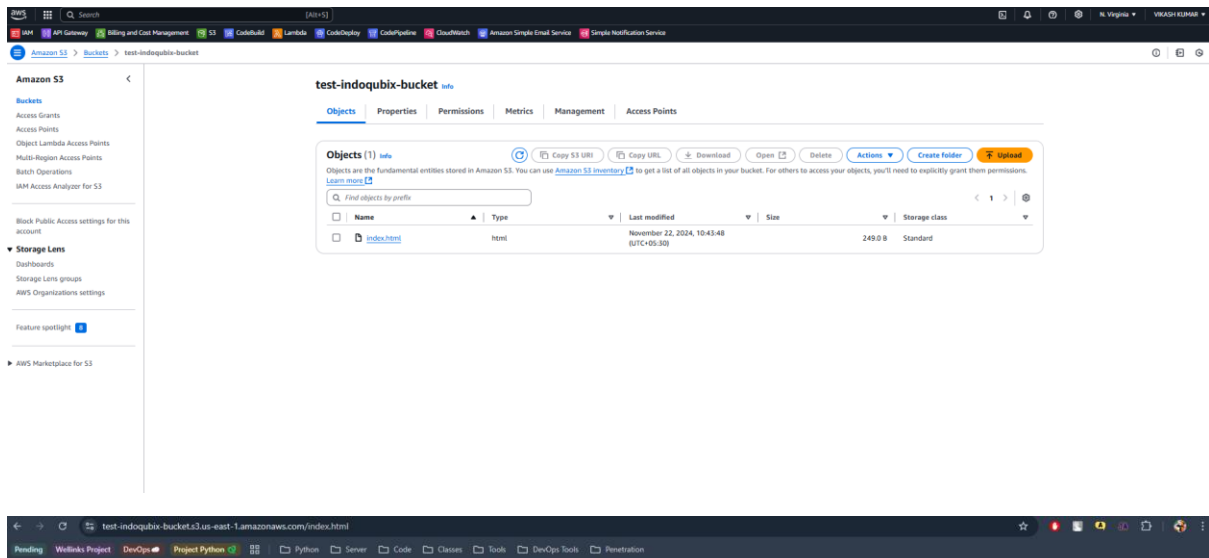 aws Search [Alt+S] N. Virginia VIKASH KUMAR
IAM API Gateway Billing and Cost Management S3 CodeBuild Lambda CodeDeploy CodePipeline CloudWatch Amazon Simple Email Service Simple Notification Service
Amazon S3 > Buckets > test-indoqubix-bucket
Amazon S3
Buckets
Access Grants
Access Points
Object Lambda Access Points
Multi-Region Access Points
Batch Operations
IAM Access Analyzer for S3
Block Public Access settings for this
account
Storage Lens
Dashboards
Storage Lens groups
AWS Organizations settings
Feature spotlight 8
AWS Marketplace for S3
test-indoqubix-bucket Info
Objects Properties Permissions Metrics Management Access Points
Objects (1) Info Copy S3 URI Copy URL Download Open Delete Actions Create folder Upload
Objects are the fundamental entities stored in Amazon S3. You can use Amazon S3 inventory to get a list of all objects in your bucket. For others to access your objects, you'll need to explicitly grant them permissions.
Learn more
Find objects by prefix 1
Name Type Last modified Size Storage class
index.html html November 22, 2024, 10:43:48 249.0 B Standard
(UTC+05:30)
test-indoqubix-bucket.s3.us-east-1.amazonaws.com/index.html
Pending Wellinks Project DevOps Project Python Python Server Code Classes Tools DevOps Tools Penetration